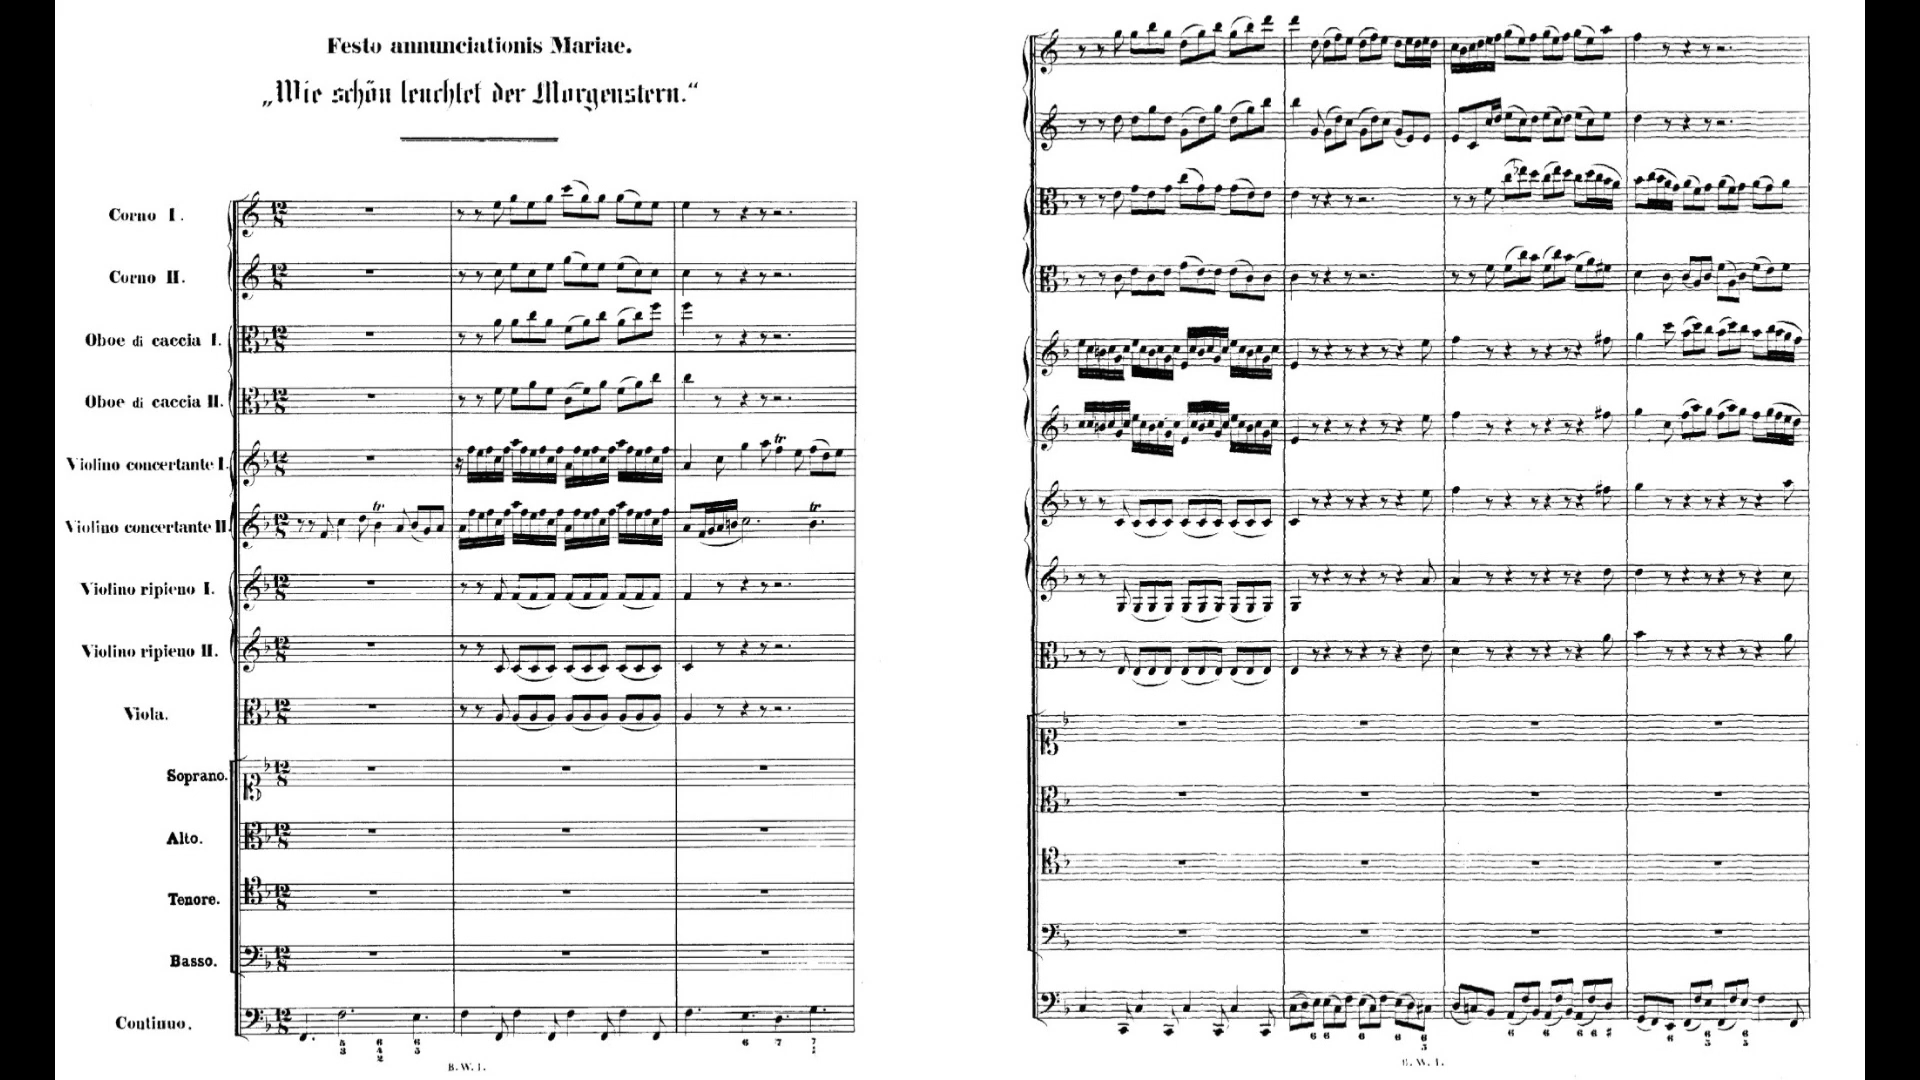 Festo annunciationis Mariae.
„Wie schön leuchtet der Morgenstern.“
Corno I.
Corno II.
Oboe di caccia I.
Oboe di caccia II.
Violino concertante I.
Violino concertante II.
Violino ripieno I.
Violino ripieno II.
Viola.
Soprano.
Alto.
Tenore.
Basso.
Continuo.
B. W. I.
B. W. I.